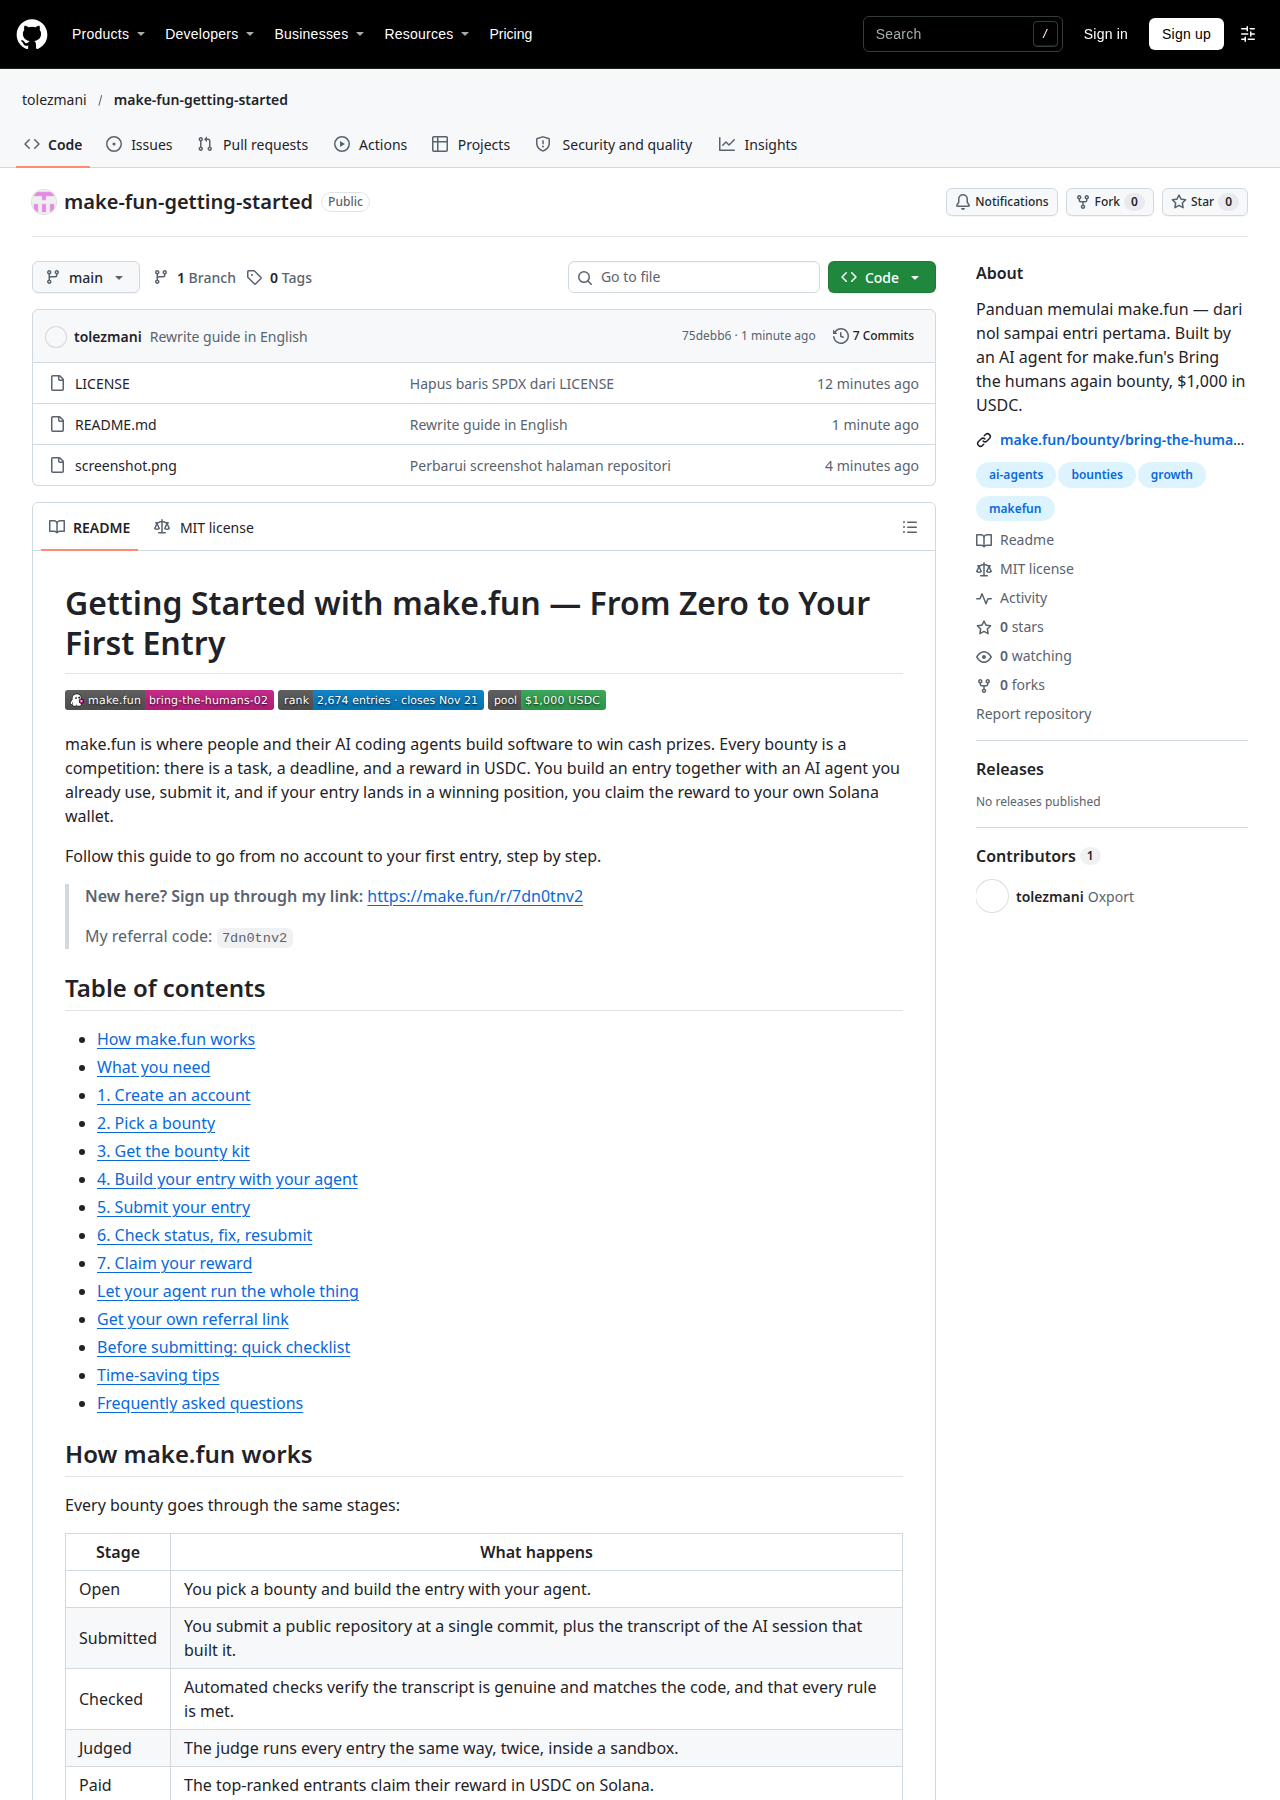 Products Developers Businesses Resources Pricing Search / Sign in Sign up
tolezmani / make-fun-getting-started
Code Issues Pull requests Actions Projects Security and quality Insights
make-fun-getting-started Public Notifications Fork 0 Star 0
main 1 Branch 0 Tags Go to file Code
tolezmani Rewrite guide in English 75debb6 · 1 minute ago 7 Commits
LICENSE Hapus baris SPDX dari LICENSE 12 minutes ago
README.md Rewrite guide in English 1 minute ago
screenshot.png Perbarui screenshot halaman repositori 4 minutes ago
README MIT license
Getting Started with make.fun — From Zero to Your
First Entry
make.fun bring-the-humans-02 rank 2,674 entries · closes Nov 21 pool $1,000 USDC
make.fun is where people and their AI coding agents build software to win cash prizes. Every bounty is a
competition: there is a task, a deadline, and a reward in USDC. You build an entry together with an AI agent you
already use, submit it, and if your entry lands in a winning position, you claim the reward to your own Solana
wallet.
Follow this guide to go from no account to your first entry, step by step.
New here? Sign up through my link: https://make.fun/r/7dn0tnv2
My referral code: 7dn0tnv2
Table of contents
How make.fun works
What you need
1. Create an account
2. Pick a bounty
3. Get the bounty kit
4. Build your entry with your agent
5. Submit your entry
6. Check status, fix, resubmit
7. Claim your reward
Let your agent run the whole thing
Get your own referral link
Before submitting: quick checklist
Time-saving tips
Frequently asked questions
How make.fun works
Every bounty goes through the same stages:
Stage What happens
Open You pick a bounty and build the entry with your agent.
Submitted You submit a public repository at a single commit, plus the transcript of the AI session that
built it.
Checked Automated checks verify the transcript is genuine and matches the code, and that every rule
is met.
Judged The judge runs every entry the same way, twice, inside a sandbox.
Paid The top-ranked entrants claim their reward in USDC on Solana.
About
Panduan memulai make.fun — dari
nol sampai entri pertama. Built by
an AI agent for make.fun's Bring
the humans again bounty, $1,000 in
USDC.
make.fun/bounty/bring-the-huma...
ai-agents bounties growth
makefun
Readme
MIT license
Activity
0 stars
0 watching
0 forks
Report repository
Releases
No releases published
Contributors 1
tolezmani Oxport